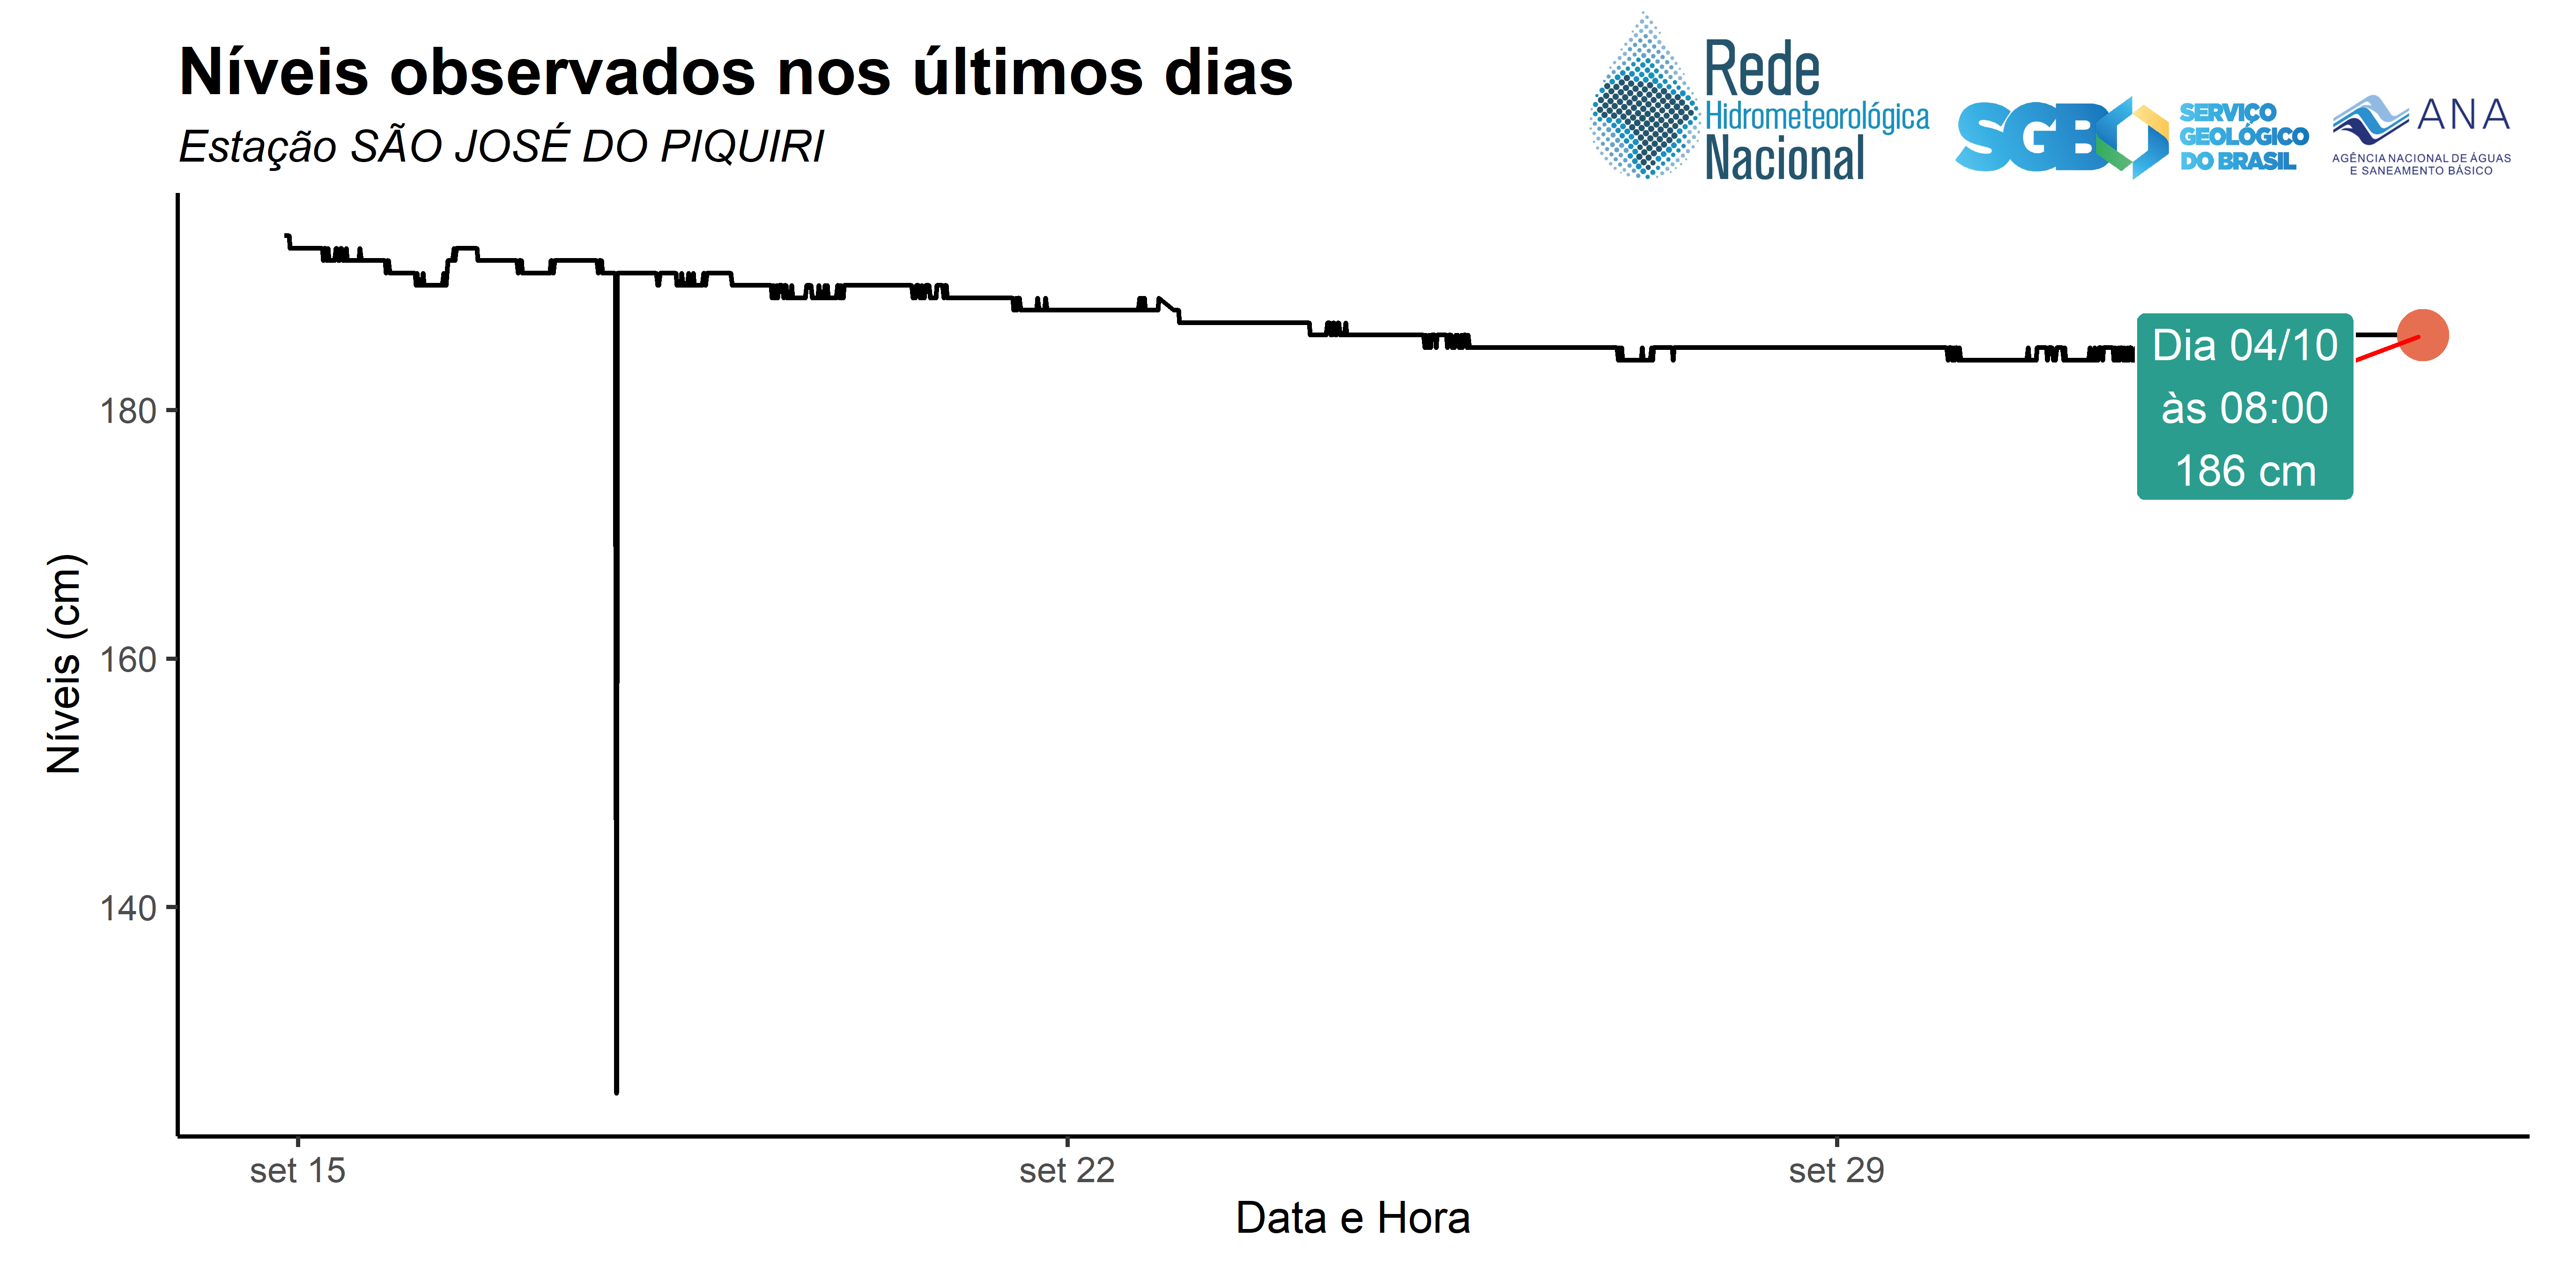 Níveis observados nos últimos dias
Estação SÃO JOSÉ DO PIQUIRI
Rede
Hidrometeorológica
Nacional
SGB
SERVIÇO
GEOLÓGICO
DO BRASIL
ANA
AGÊNCIA NACIONAL DE ÁGUAS
E SANEAMENTO BÁSICO
Níveis (cm)
180
160
140
Dia 04/10
às 08:00
186 cm
set 15
set 22
set 29
Data e Hora